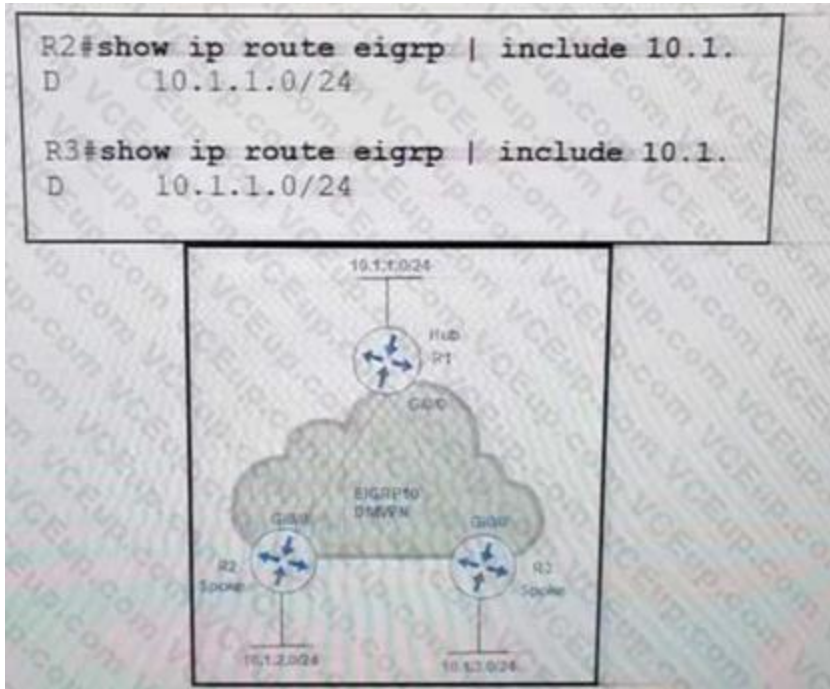 R2#show ip route eigrp | include 10.1.
D 10.1.1.0/24
R3#show ip route eigrp | include 10.1.
D 10.1.1.0/24
10.1.1.0/24
Hub
R1
Gi0/0
EIGRP10
DMVPN
Gi0/0
Gi0/0
R2
Spoke
Spoke
10.1.2.0/24
10.1.3.0/24
VCEup.com